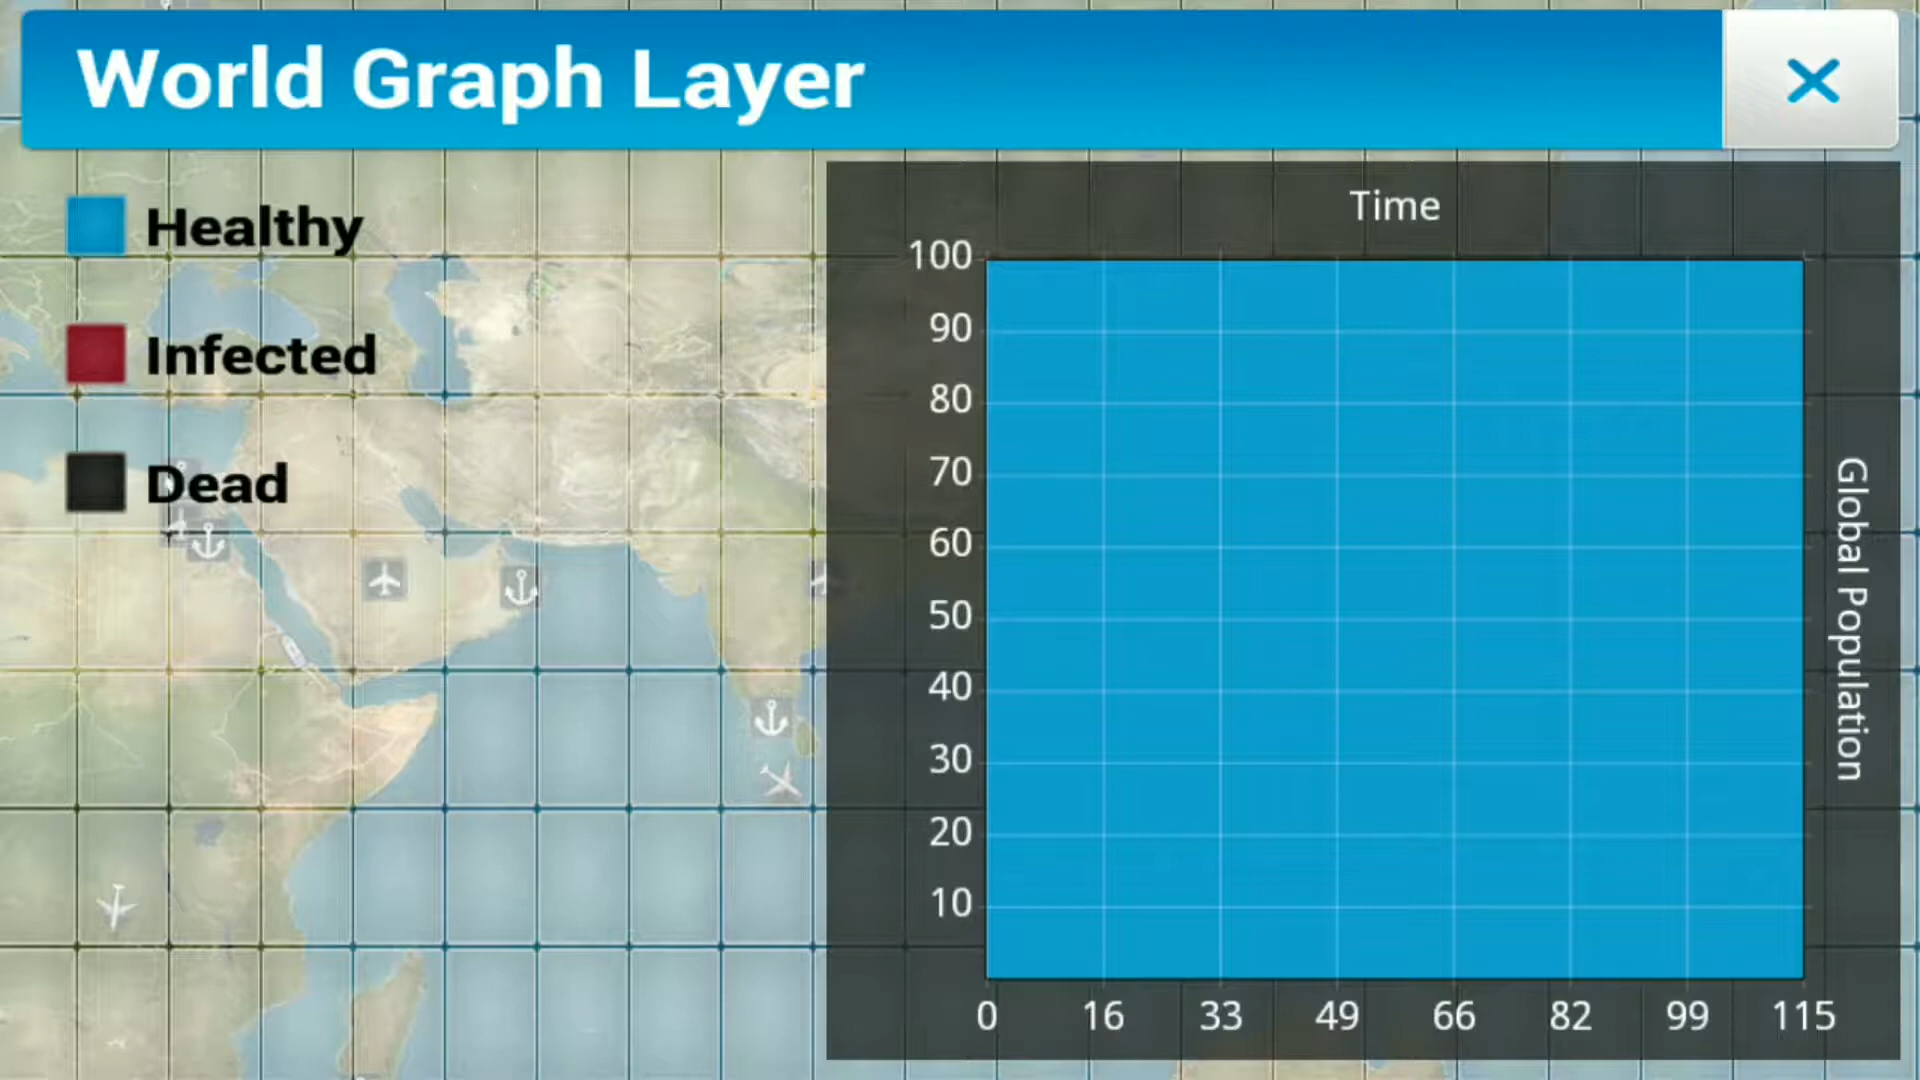 World Graph Layer
Healthy
Infected
Dead
Time
100
90
80
70
60
50
40
30
20
10
0 16 33 49 66 82 99 115
Global Population